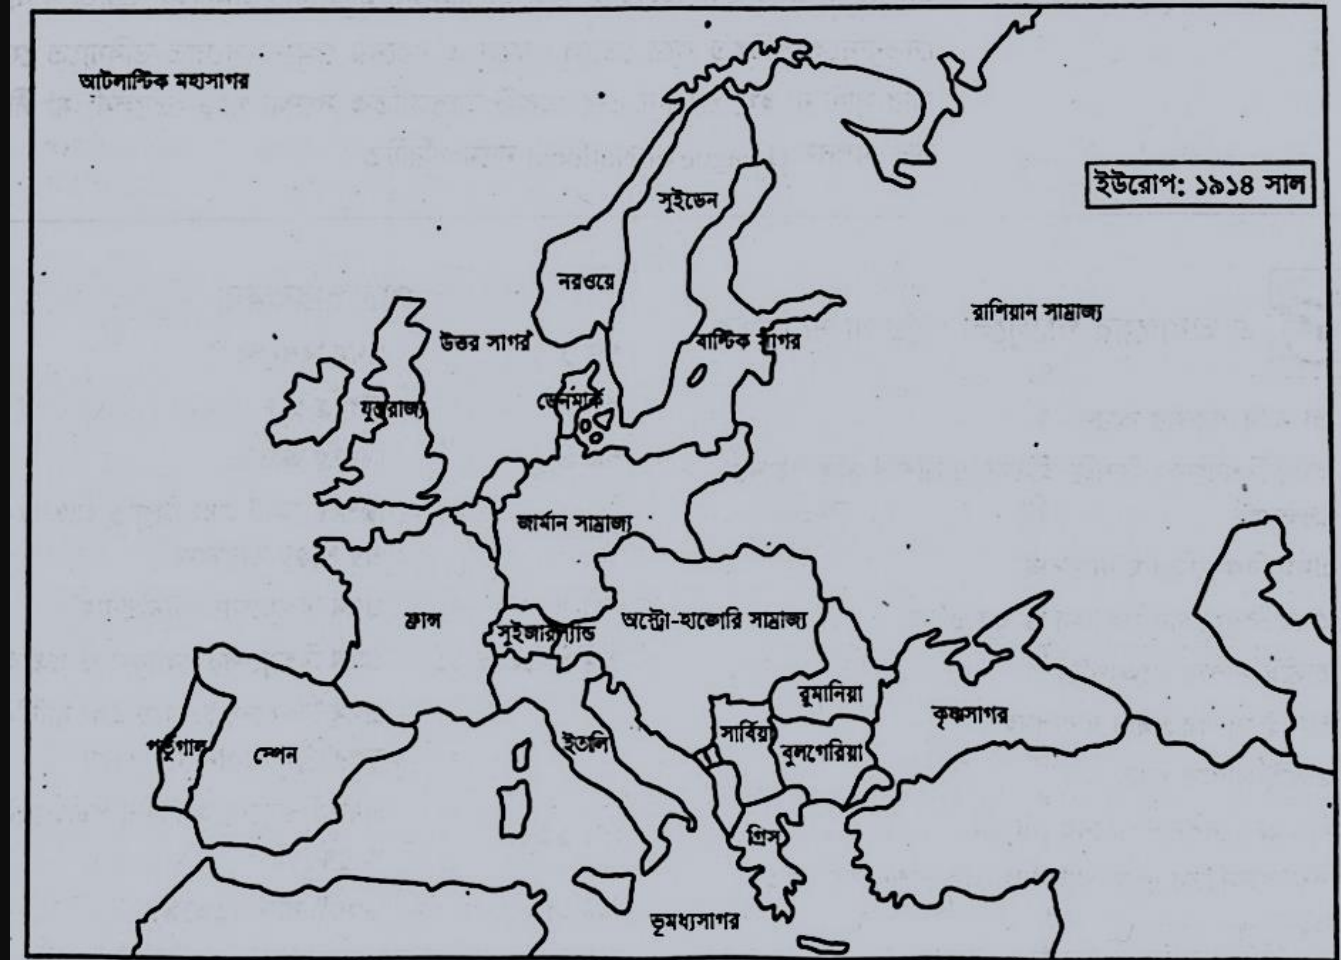 আটলান্টিক মহাসাগর
ইউরোপ: ১৯১৪ সাল
সুইডেন
নরওয়ে
রাশিয়ান সাম্রাজ্য
উত্তর সাগর
বাল্টিক সাগর
ডেনমার্ক
যুক্তরাজ্য
জার্মান সাম্রাজ্য
ফ্রান্স
সুইজারল্যান্ড
অস্ট্রো-হাঙ্গেরি সাম্রাজ্য
রুমানিয়া
কৃষ্ণসাগর
সার্বিয়া
পর্তুগাল
স্পেন
ইতালি
বুলগেরিয়া
গ্রিস
ভূমধ্যসাগর